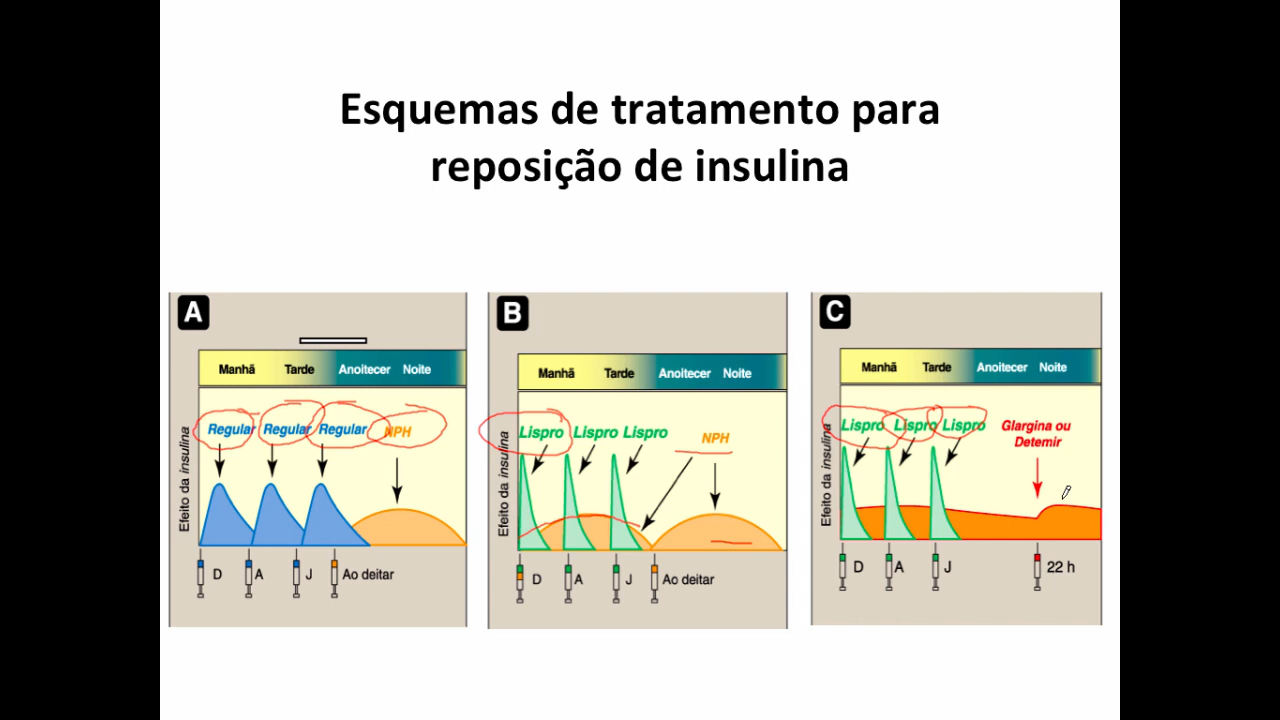 Esquemas de tratamento para
reposição de insulina
A
Manhã Tarde Anoitecer Noite
Regular Regular Regular NPH
Efeito da insulina
D A J Ao deitar
B
Manhã Tarde Anoitecer Noite
Lispro Lispro Lispro NPH
Efeito da insulina
D A J Ao deitar
C
Manhã Tarde Anoitecer Noite
Lispro Lispro Lispro Glargina ou
Detemir
Efeito da insulina
D A J 22 h